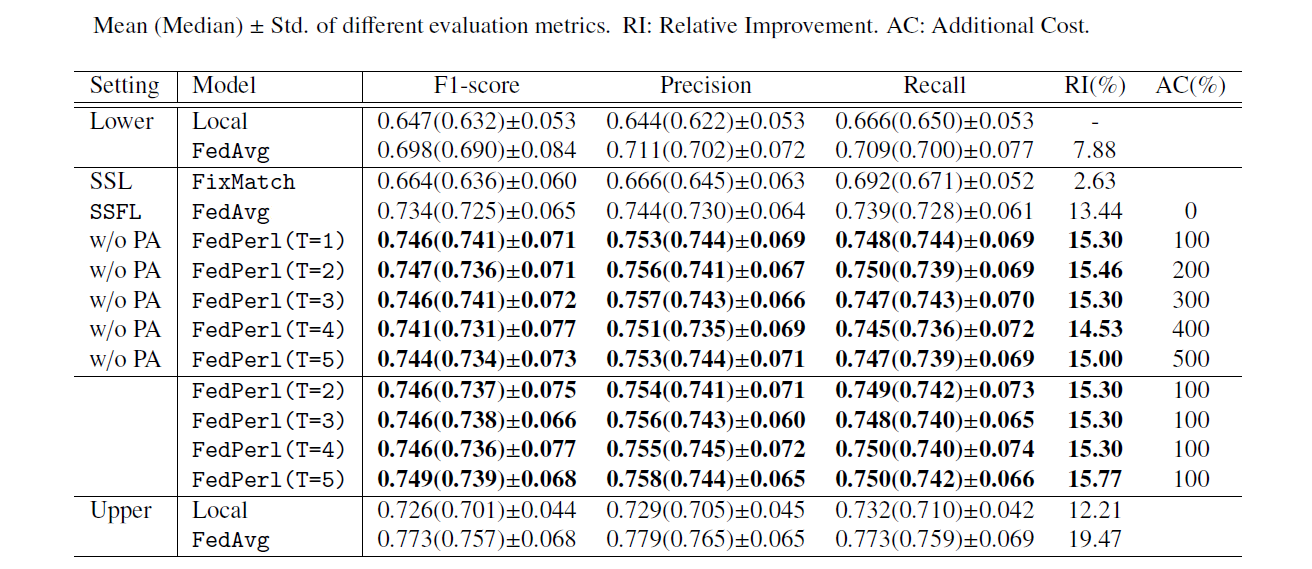 Mean (Median) ± Std. of different evaluation metrics. RI: Relative Improvement. AC: Additional Cost.
Setting Model F1-score Precision Recall RI(%) AC(%)
Lower Local 0.647(0.632)±0.053 0.644(0.622)±0.053 0.666(0.650)±0.053 -
FedAvg 0.698(0.690)±0.084 0.711(0.702)±0.072 0.709(0.700)±0.077 7.88
SSL FixMatch 0.664(0.636)±0.060 0.666(0.645)±0.063 0.692(0.671)±0.052 2.63
SSFL FedAvg 0.734(0.725)±0.065 0.744(0.730)±0.064 0.739(0.728)±0.061 13.44 0
w/o PA FedPerl(T=1) 0.746(0.741)±0.071 0.753(0.744)±0.069 0.748(0.744)±0.069 15.30 100
w/o PA FedPerl(T=2) 0.747(0.736)±0.071 0.756(0.741)±0.067 0.750(0.739)±0.069 15.46 200
w/o PA FedPerl(T=3) 0.746(0.741)±0.072 0.757(0.743)±0.066 0.747(0.743)±0.070 15.30 300
w/o PA FedPerl(T=4) 0.741(0.731)±0.077 0.751(0.735)±0.069 0.745(0.736)±0.072 14.53 400
w/o PA FedPerl(T=5) 0.744(0.734)±0.073 0.753(0.744)±0.071 0.747(0.739)±0.069 15.00 500
FedPerl(T=2) 0.746(0.737)±0.075 0.754(0.741)±0.071 0.749(0.742)±0.073 15.30 100
FedPerl(T=3) 0.746(0.738)±0.066 0.756(0.743)±0.060 0.748(0.740)±0.065 15.30 100
FedPerl(T=4) 0.746(0.736)±0.077 0.755(0.745)±0.072 0.750(0.740)±0.074 15.30 100
FedPerl(T=5) 0.749(0.739)±0.068 0.758(0.744)±0.065 0.750(0.742)±0.066 15.77 100
Upper Local 0.726(0.701)±0.044 0.729(0.705)±0.045 0.732(0.710)±0.042 12.21
FedAvg 0.773(0.757)±0.068 0.779(0.765)±0.065 0.773(0.759)±0.069 19.47